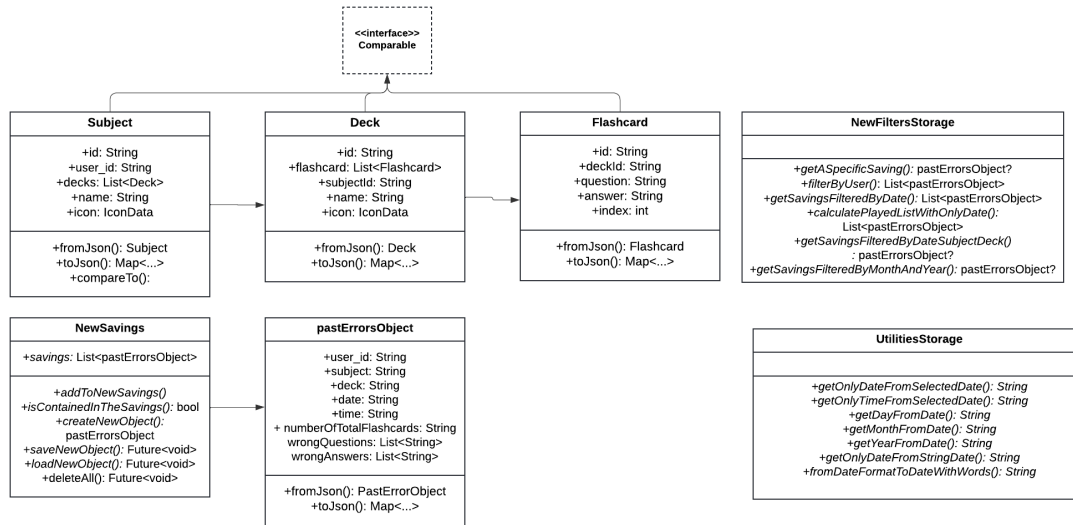 <<interface>>
Comparable
Subject
+id: String
+user_id: String
+decks: List<Deck>
+name: String
+icon: IconData
+fromJson(): Subject
+toJson(): Map<...>
+compareTo():
Deck
+id: String
+flashcard: List<Flashcard>
+subjectId: String
+name: String
+icon: IconData
+fromJson(): Deck
+toJson(): Map<...>
Flashcard
+id: String
+deckId: String
+question: String
+answer: String
+index: int
+fromJson(): Flashcard
+toJson(): Map<...>
NewFiltersStorage
+getASpecificSaving(): pastErrorsObject?
+filterByUser(): List<pastErrorsObject>
+getSavingsFilteredByDate(): List<pastErrorsObject>
+calculatePlayedListWithOnlyDate():
List<pastErrorsObject>
+getSavingsFilteredByDateSubjectDeck()
: pastErrorsObject?
+getSavingsFilteredByMonthAndYear(): pastErrorsObject?
NewSavings
+savings: List<pastErrorsObject>
+addToNewSavings()
+isContainedInTheSavings(): bool
+createNewObject():
pastErrorsObject
+saveNewObject(): Future<void>
+loadNewObject(): Future<void>
+deleteAll(): Future<void>
pastErrorsObject
+user_id: String
+subject: String
+deck: String
+date: String
+time: String
+ numberOfTotalFlashcards: String
wrongQuestions: List<String>
wrongAnswers: List<String>
+fromJson(): PastErrorObject
+toJson(): Map<...>
UtilitiesStorage
+getOnlyDateFromSelectedDate(): String
+getOnlyTimeFromSelectedDate(): String
+getDayFromDate(): String
+getMonthFromDate(): String
+getYearFromDate(): String
+getOnlyDateFromStringDate(): String
+fromDateFormatToDateWithWords(): String